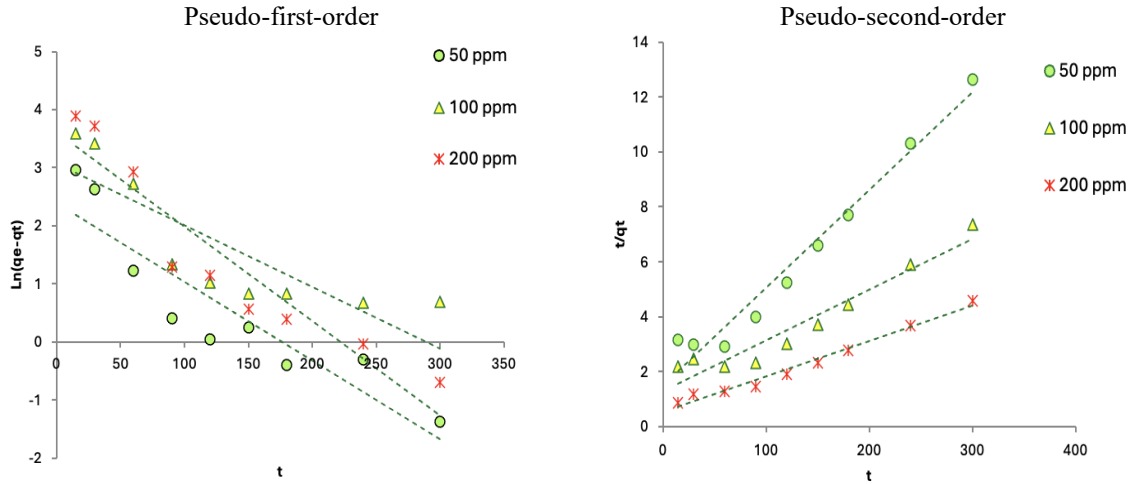 Pseudo-first-order
5
4
3
2
1
0
-1
-2
0
50
100
150
200
250
300
350
Ln(qe-qt)
t
50 ppm
100 ppm
200 ppm
Pseudo-second-order
14
12
10
8
6
4
2
0
0
100
200
300
400
t/qt
t
50 ppm
100 ppm
200 ppm